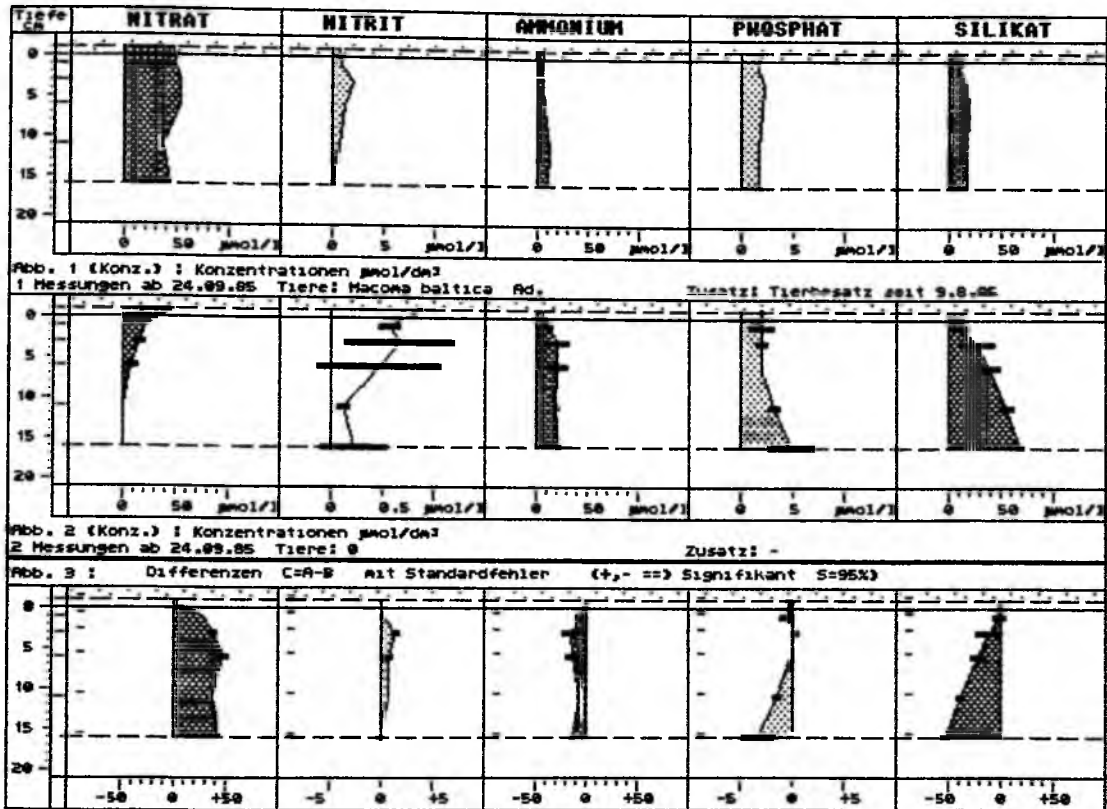 Tiefe CM NITRAT NITRIT AMMONIUM PHOSPHAT SILIKAT
0
5
10
15
20
0 50 µmol/l 0 5 µmol/l 0 50 µmol/l 0 5 µmol/l 0 50 µmol/l
Abb. 1 (Konz.) : Konzentrationen µmol/dm3
1 Messungen ab 24.09.85 Tiere: Macoma baltica Ad. Zusatz: Tierbesatz seit 9.8.85
0
5
10
15
20
0 50 µmol/l 0 0.5 µmol/l 0 50 µmol/l 0 5 µmol/l 0 50 µmol/l
Abb. 2 (Konz.) : Konzentrationen µmol/dm3
2 Messungen ab 24.09.85 Tiere: 0 Zusatz: -
Abb. 3 : Differenzen C=A-B mit Standardfehler (+,- ==> Signifikant S=95%)
0
5
10
15
20
-50 0 +50 -5 0 +5 -50 0 +50 -5 0 +5 -50 0 +50